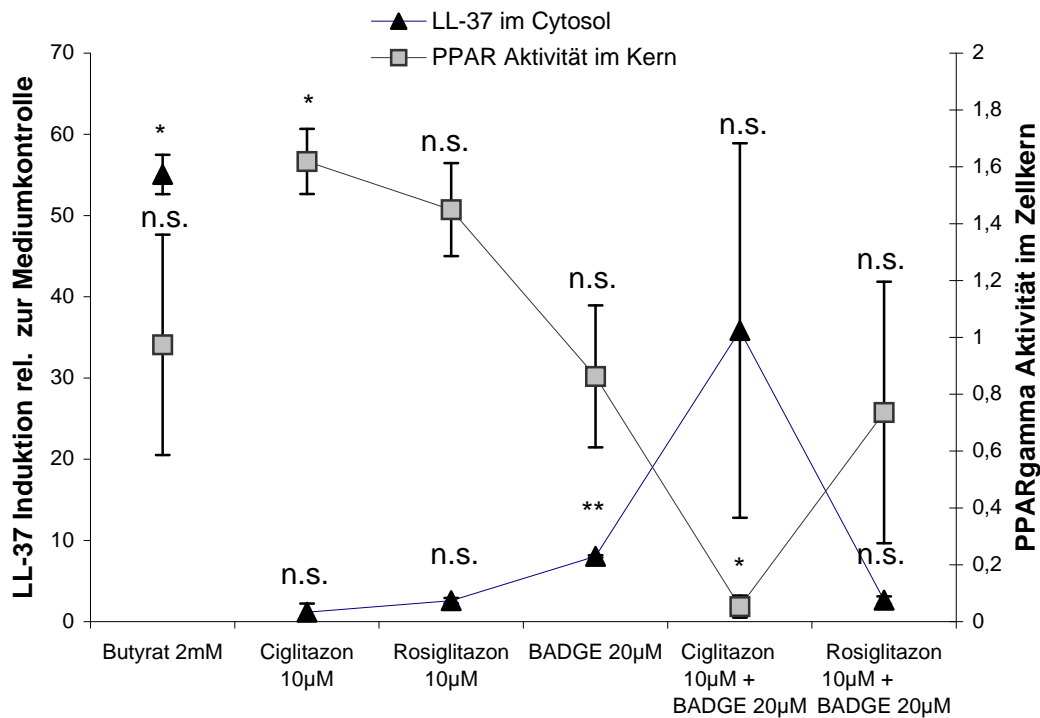 LL-37 im Cytosol
PPAR Aktivität im Kern
LL-37 Induktion rel. zur Mediumkontrolle
70
60
50
40
30
20
10
0
PPARgamma Aktivität im Zellkern
2
1,8
1,6
1,4
1,2
1
0,8
0,6
0,4
0,2
0
*
n.s.
*
n.s.
n.s.
n.s.
n.s.
**
n.s.
*
n.s.
n.s.
Butyrat 2mM
Ciglitazon
10µM
Rosiglitazon
10µM
BADGE 20µM
Ciglitazon
10µM +
BADGE 20µM
Rosiglitazon
10µM +
BADGE 20µM